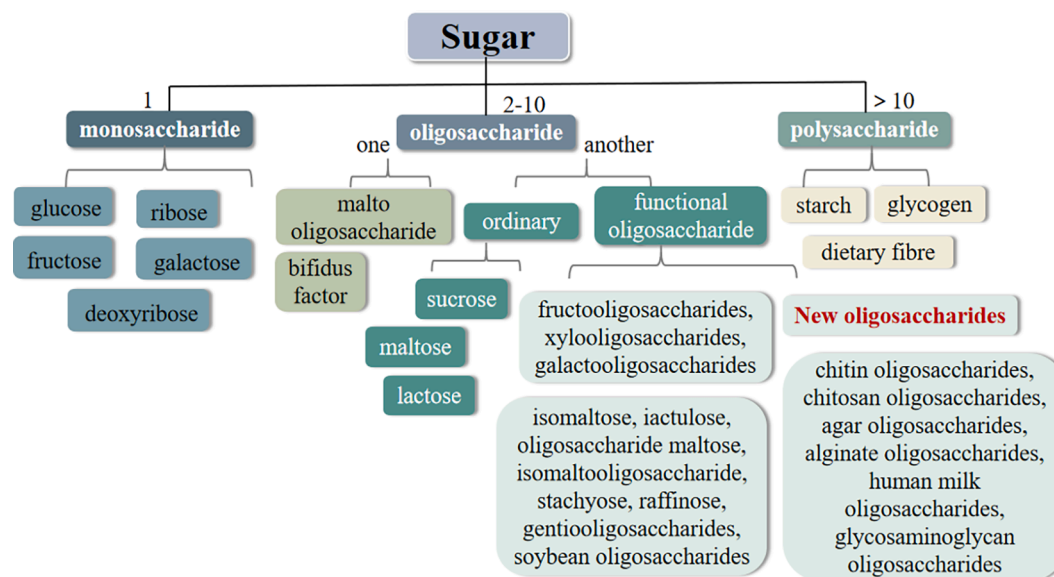 Sugar
1
2-10
> 10
monosaccharide
oligosaccharide
polysaccharide
one
another
glucose
ribose
fructose
galactose
deoxyribose
malto
oligosaccharide
bifidus
factor
ordinary
functional
oligosaccharide
sucrose
maltose
lactose
starch
glycogen
dietary fibre
fructooligosaccharides,
xylooligosaccharides,
galactooligosaccharides
isomaltose, iactulose,
oligosaccharide maltose,
isomaltooligosaccharide,
stachyose, raffinose,
gentiooligosaccharides,
soybean oligosaccharides
New oligosaccharides
chitin oligosaccharides,
chitosan oligosaccharides,
agar oligosaccharides,
alginate oligosaccharides,
human milk
oligosaccharides,
glycosaminoglycan
oligosaccharides